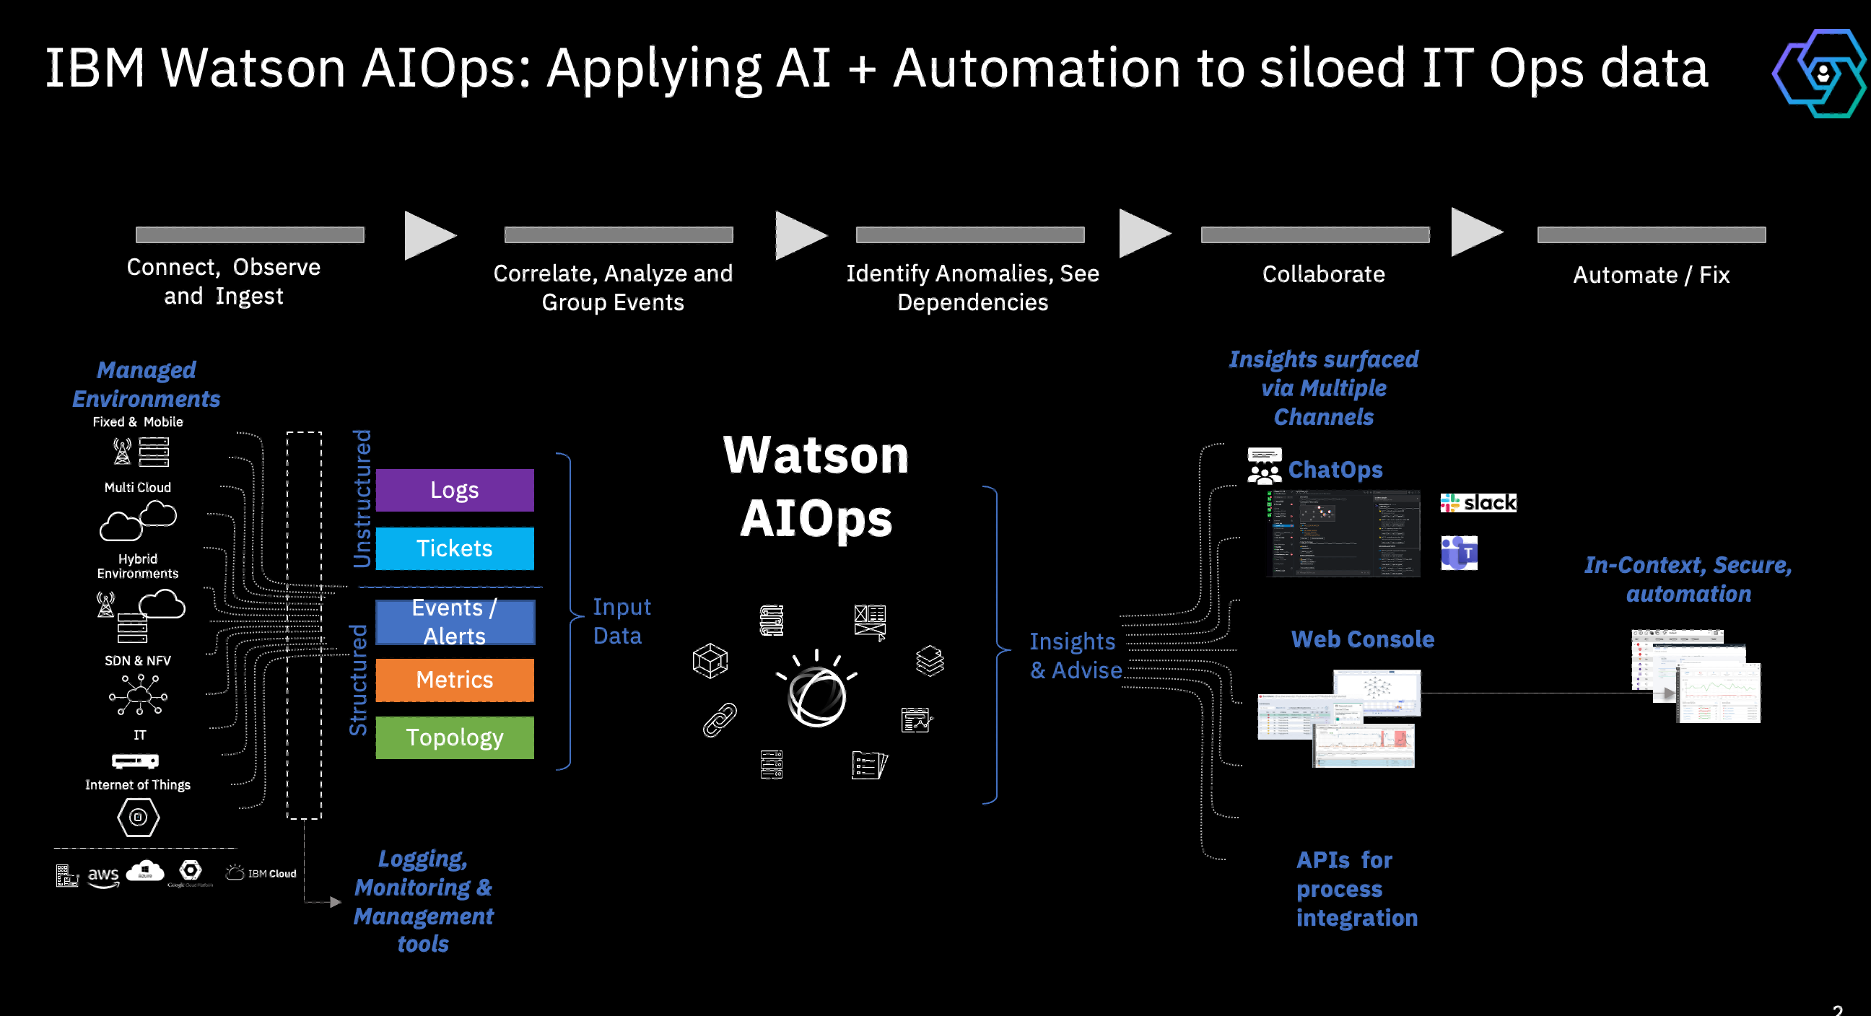 IBM Watson AIOps: Applying AI + Automation to siloed IT Ops data
Connect, Observe
and Ingest
Correlate, Analyze and
Group Events
Identify Anomalies, See
Dependencies
Collaborate
Automate / Fix
Managed
Environments
Fixed & Mobile
Multi Cloud
Hybrid
Environments
SDN & NFV
IT
Internet of Things
aws
Google Cloud Platform
IBM Cloud
Unstructured
Logs
Tickets
Structured
Events /
Alerts
Metrics
Topology
Logging,
Monitoring &
Management
tools
Input
Data
Watson
AIOps
Insights
& Advise
Insights surfaced
via Multiple
Channels
ChatOps
slack
T
Web Console
APIs for
process
integration
In-Context, Secure,
automation
2